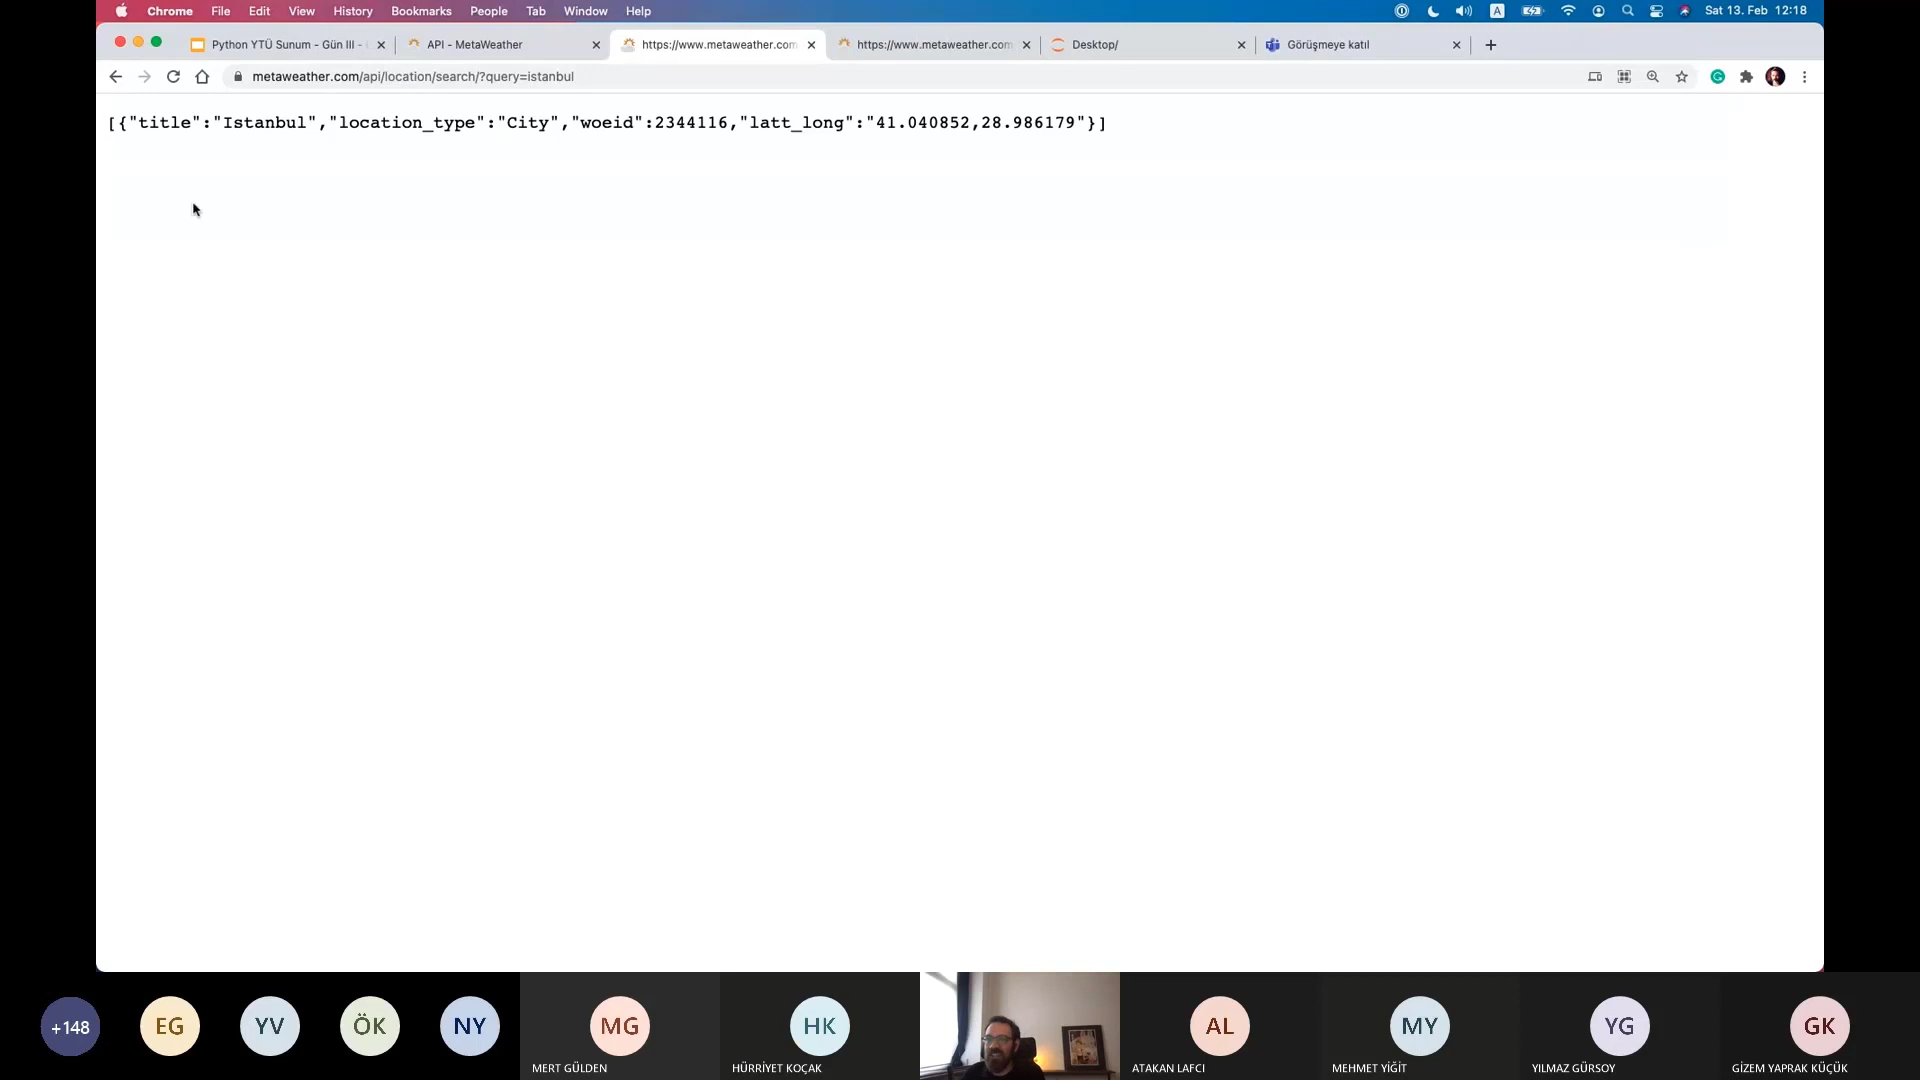 Chrome File Edit View History Bookmarks People Tab Window Help
A
Sat 13. Feb 12:18
Python YTÜ Sunum - Gün III -
API - MetaWeather
https://www.metaweather.com
https://www.metaweather.com
Desktop/
Görüşmeye katıl
metaweather.com/api/location/search/?query=istanbul
[{"title":"Istanbul","location_type":"City","woeid":2344116,"latt_long":"41.040852,28.986179"}]
+148
EG
YV
ÖK
NY
MG
HK
AL
MY
YG
GK
MERT GÜLDEN
HÜRRİYET KOÇAK
ATAKAN LAFCI
MEHMET YİĞİT
YILMAZ GÜRSOY
GİZEM YAPRAK KÜÇÜK